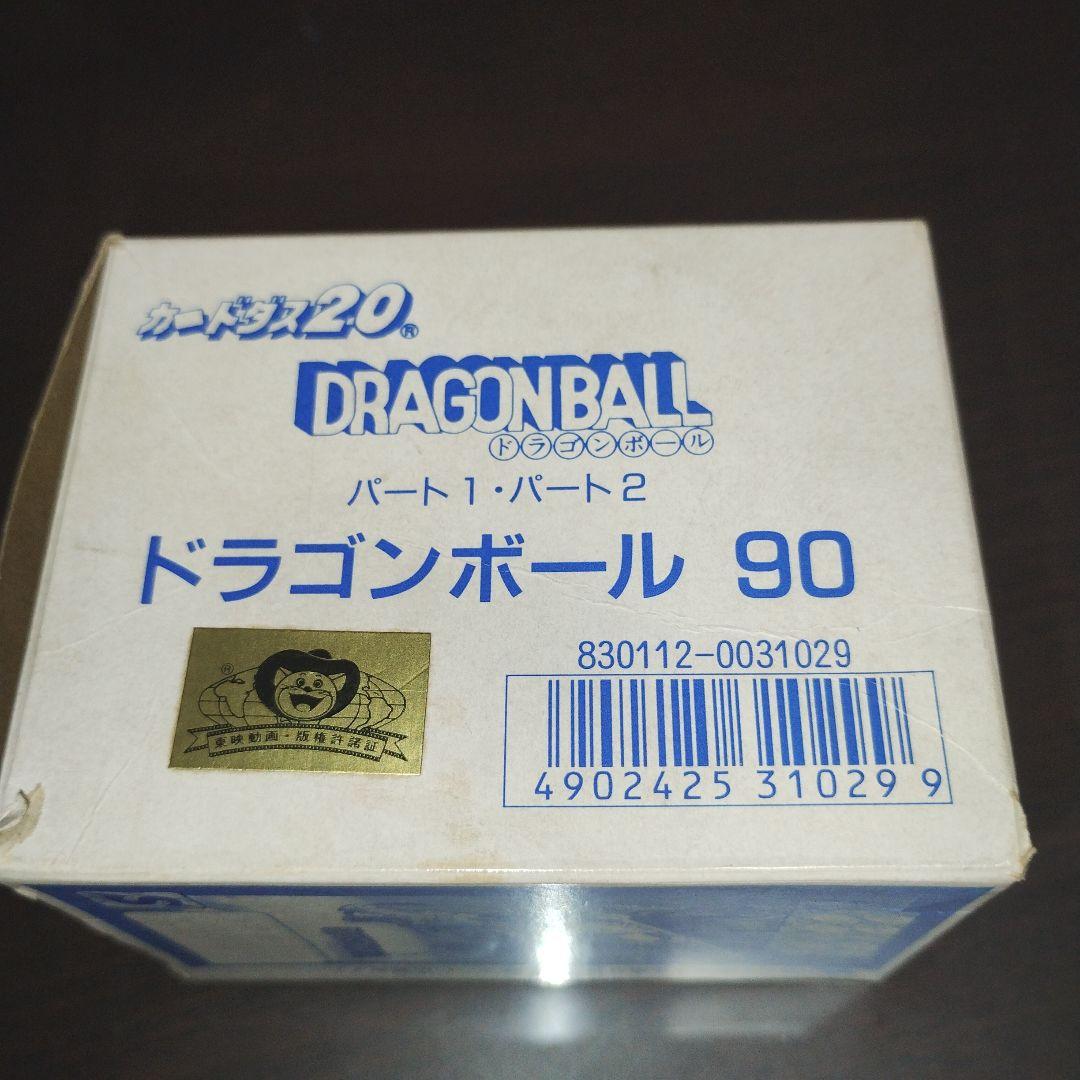 カードダス20®
DRAGONBALL
ドラゴンボール
パート1・パート2
ドラゴンボール 90
®
東映動画・版権許諾証
830112-0031029
4902425310299